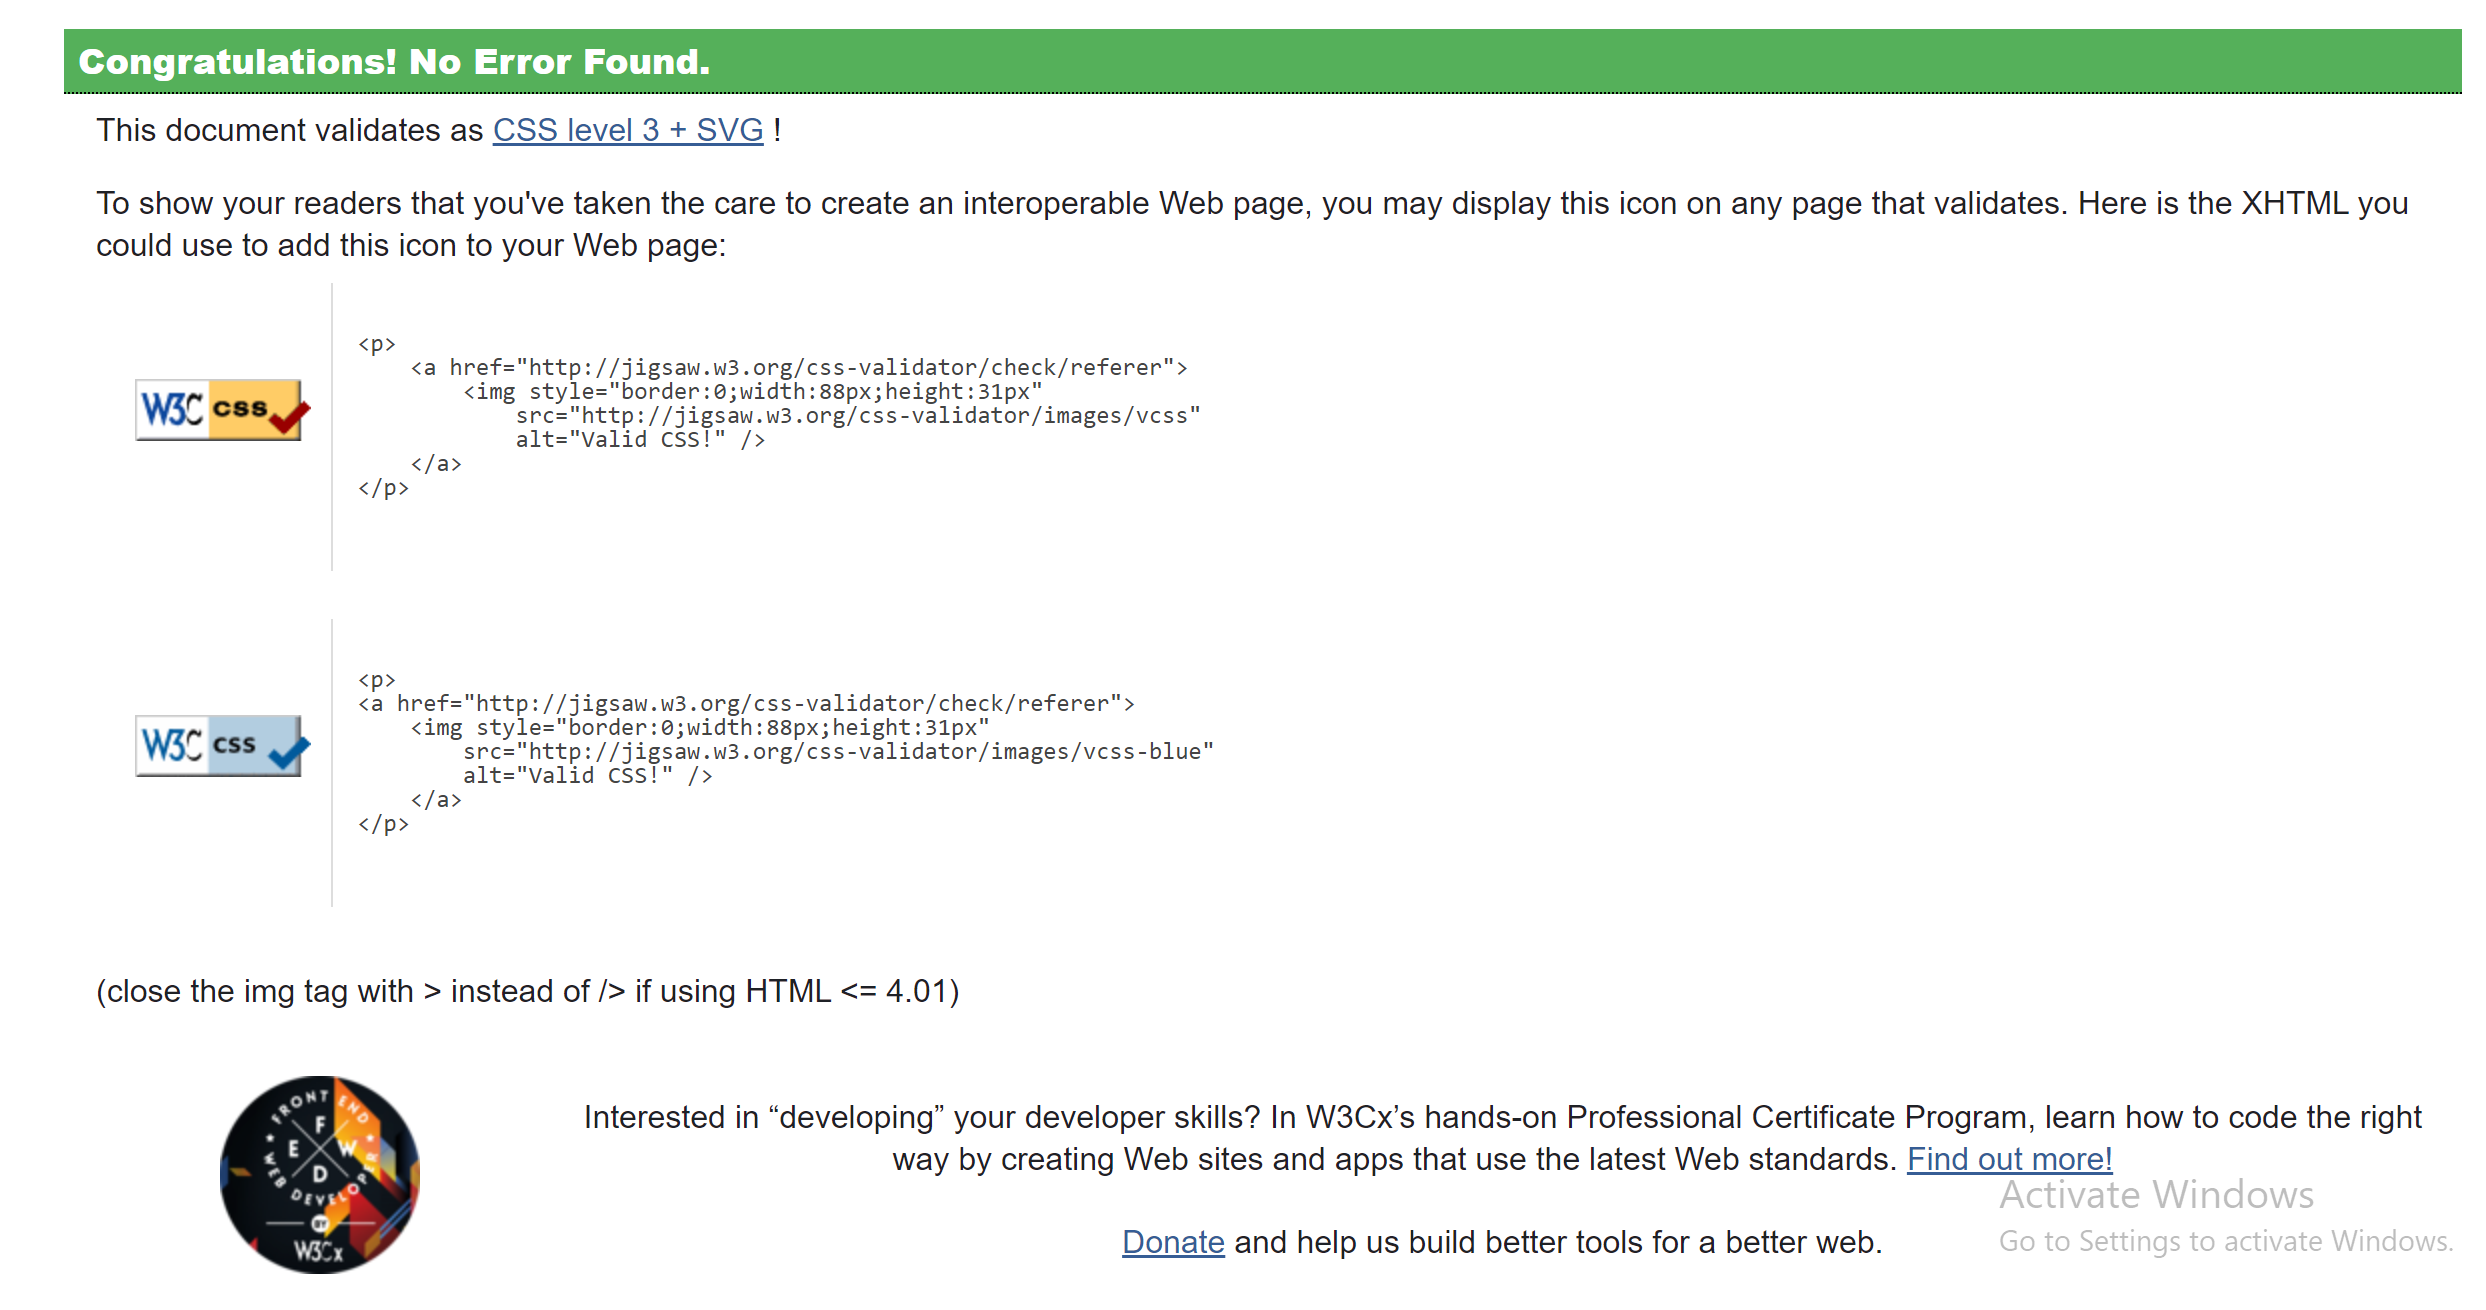 Congratulations! No Error Found.
This document validates as CSS level 3 + SVG !
To show your readers that you've taken the care to create an interoperable Web page, you may display this icon on any page that validates. Here is the XHTML you
could use to add this icon to your Web page:
W3C css
<p>
    <a href="http://jigsaw.w3.org/css-validator/check/referer">
        <img style="border:0;width:88px;height:31px"
            src="http://jigsaw.w3.org/css-validator/images/vcss"
            alt="Valid CSS!" />
    </a>
</p>
W3C css
<p>
<a href="http://jigsaw.w3.org/css-validator/check/referer">
    <img style="border:0;width:88px;height:31px"
        src="http://jigsaw.w3.org/css-validator/images/vcss-blue"
        alt="Valid CSS!" />
    </a>
</p>
(close the img tag with > instead of /> if using HTML <= 4.01)
FRONT END
F
E W
D
WEB DEVELOPER
BY
W3Cx
Interested in “developing” your developer skills? In W3Cx’s hands-on Professional Certificate Program, learn how to code the right
way by creating Web sites and apps that use the latest Web standards. Find out more!
Donate and help us build better tools for a better web.
Activate Windows
Go to Settings to activate Windows.